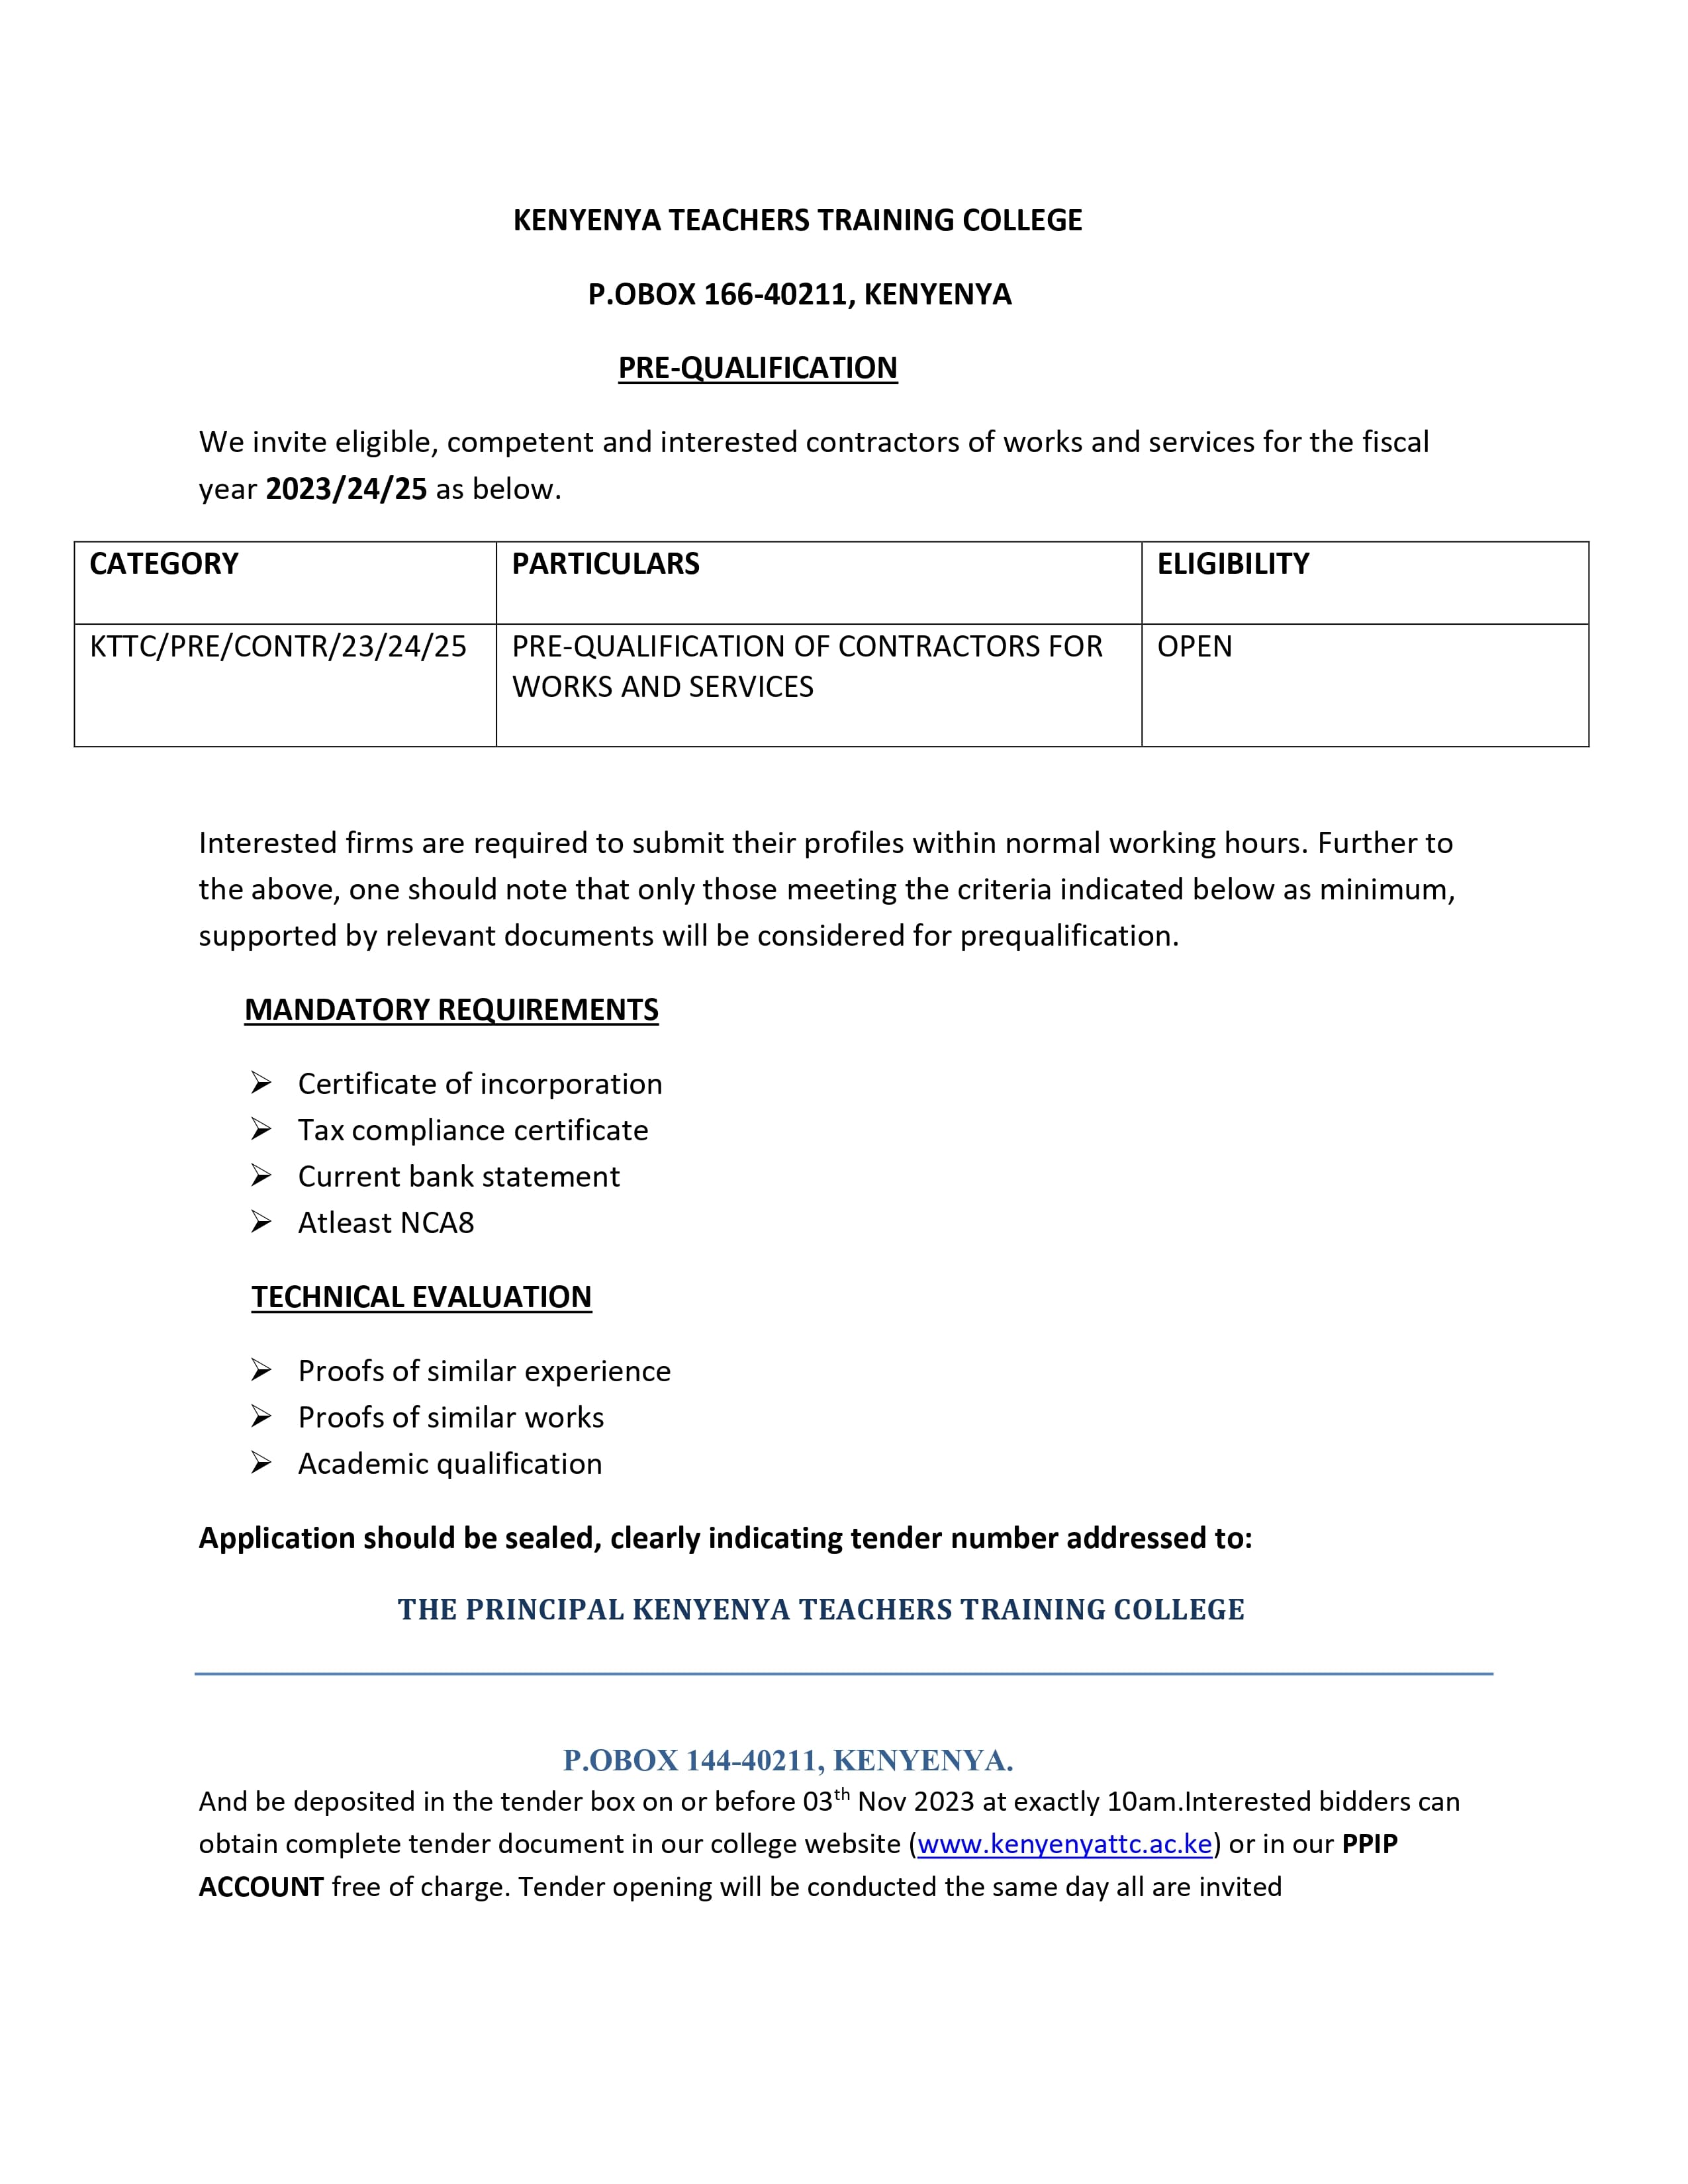 KENYENYA TEACHERS TRAINING COLLEGE
P.OBOX 166-40211, KENYENYA
PRE-QUALIFICATION
We invite eligible, competent and interested contractors of works and services for the fiscal
year 2023/24/25 as below.
CATEGORY PARTICULARS ELIGIBILITY
KTTC/PRE/CONTR/23/24/25 PRE-QUALIFICATION OF CONTRACTORS FOR OPEN
WORKS AND SERVICES
Interested firms are required to submit their profiles within normal working hours. Further to
the above, one should note that only those meeting the criteria indicated below as minimum,
supported by relevant documents will be considered for prequalification.
MANDATORY REQUIREMENTS
➢ Certificate of incorporation
➢ Tax compliance certificate
➢ Current bank statement
➢ Atleast NCA8
TECHNICAL EVALUATION
➢ Proofs of similar experience
➢ Proofs of similar works
➢ Academic qualification
Application should be sealed, clearly indicating tender number addressed to:
THE PRINCIPAL KENYENYA TEACHERS TRAINING COLLEGE
P.OBOX 144-40211, KENYENYA.
And be deposited in the tender box on or before 03th Nov 2023 at exactly 10am.Interested bidders can
obtain complete tender document in our college website (www.kenyenyattc.ac.ke) or in our PPIP
ACCOUNT free of charge. Tender opening will be conducted the same day all are invited